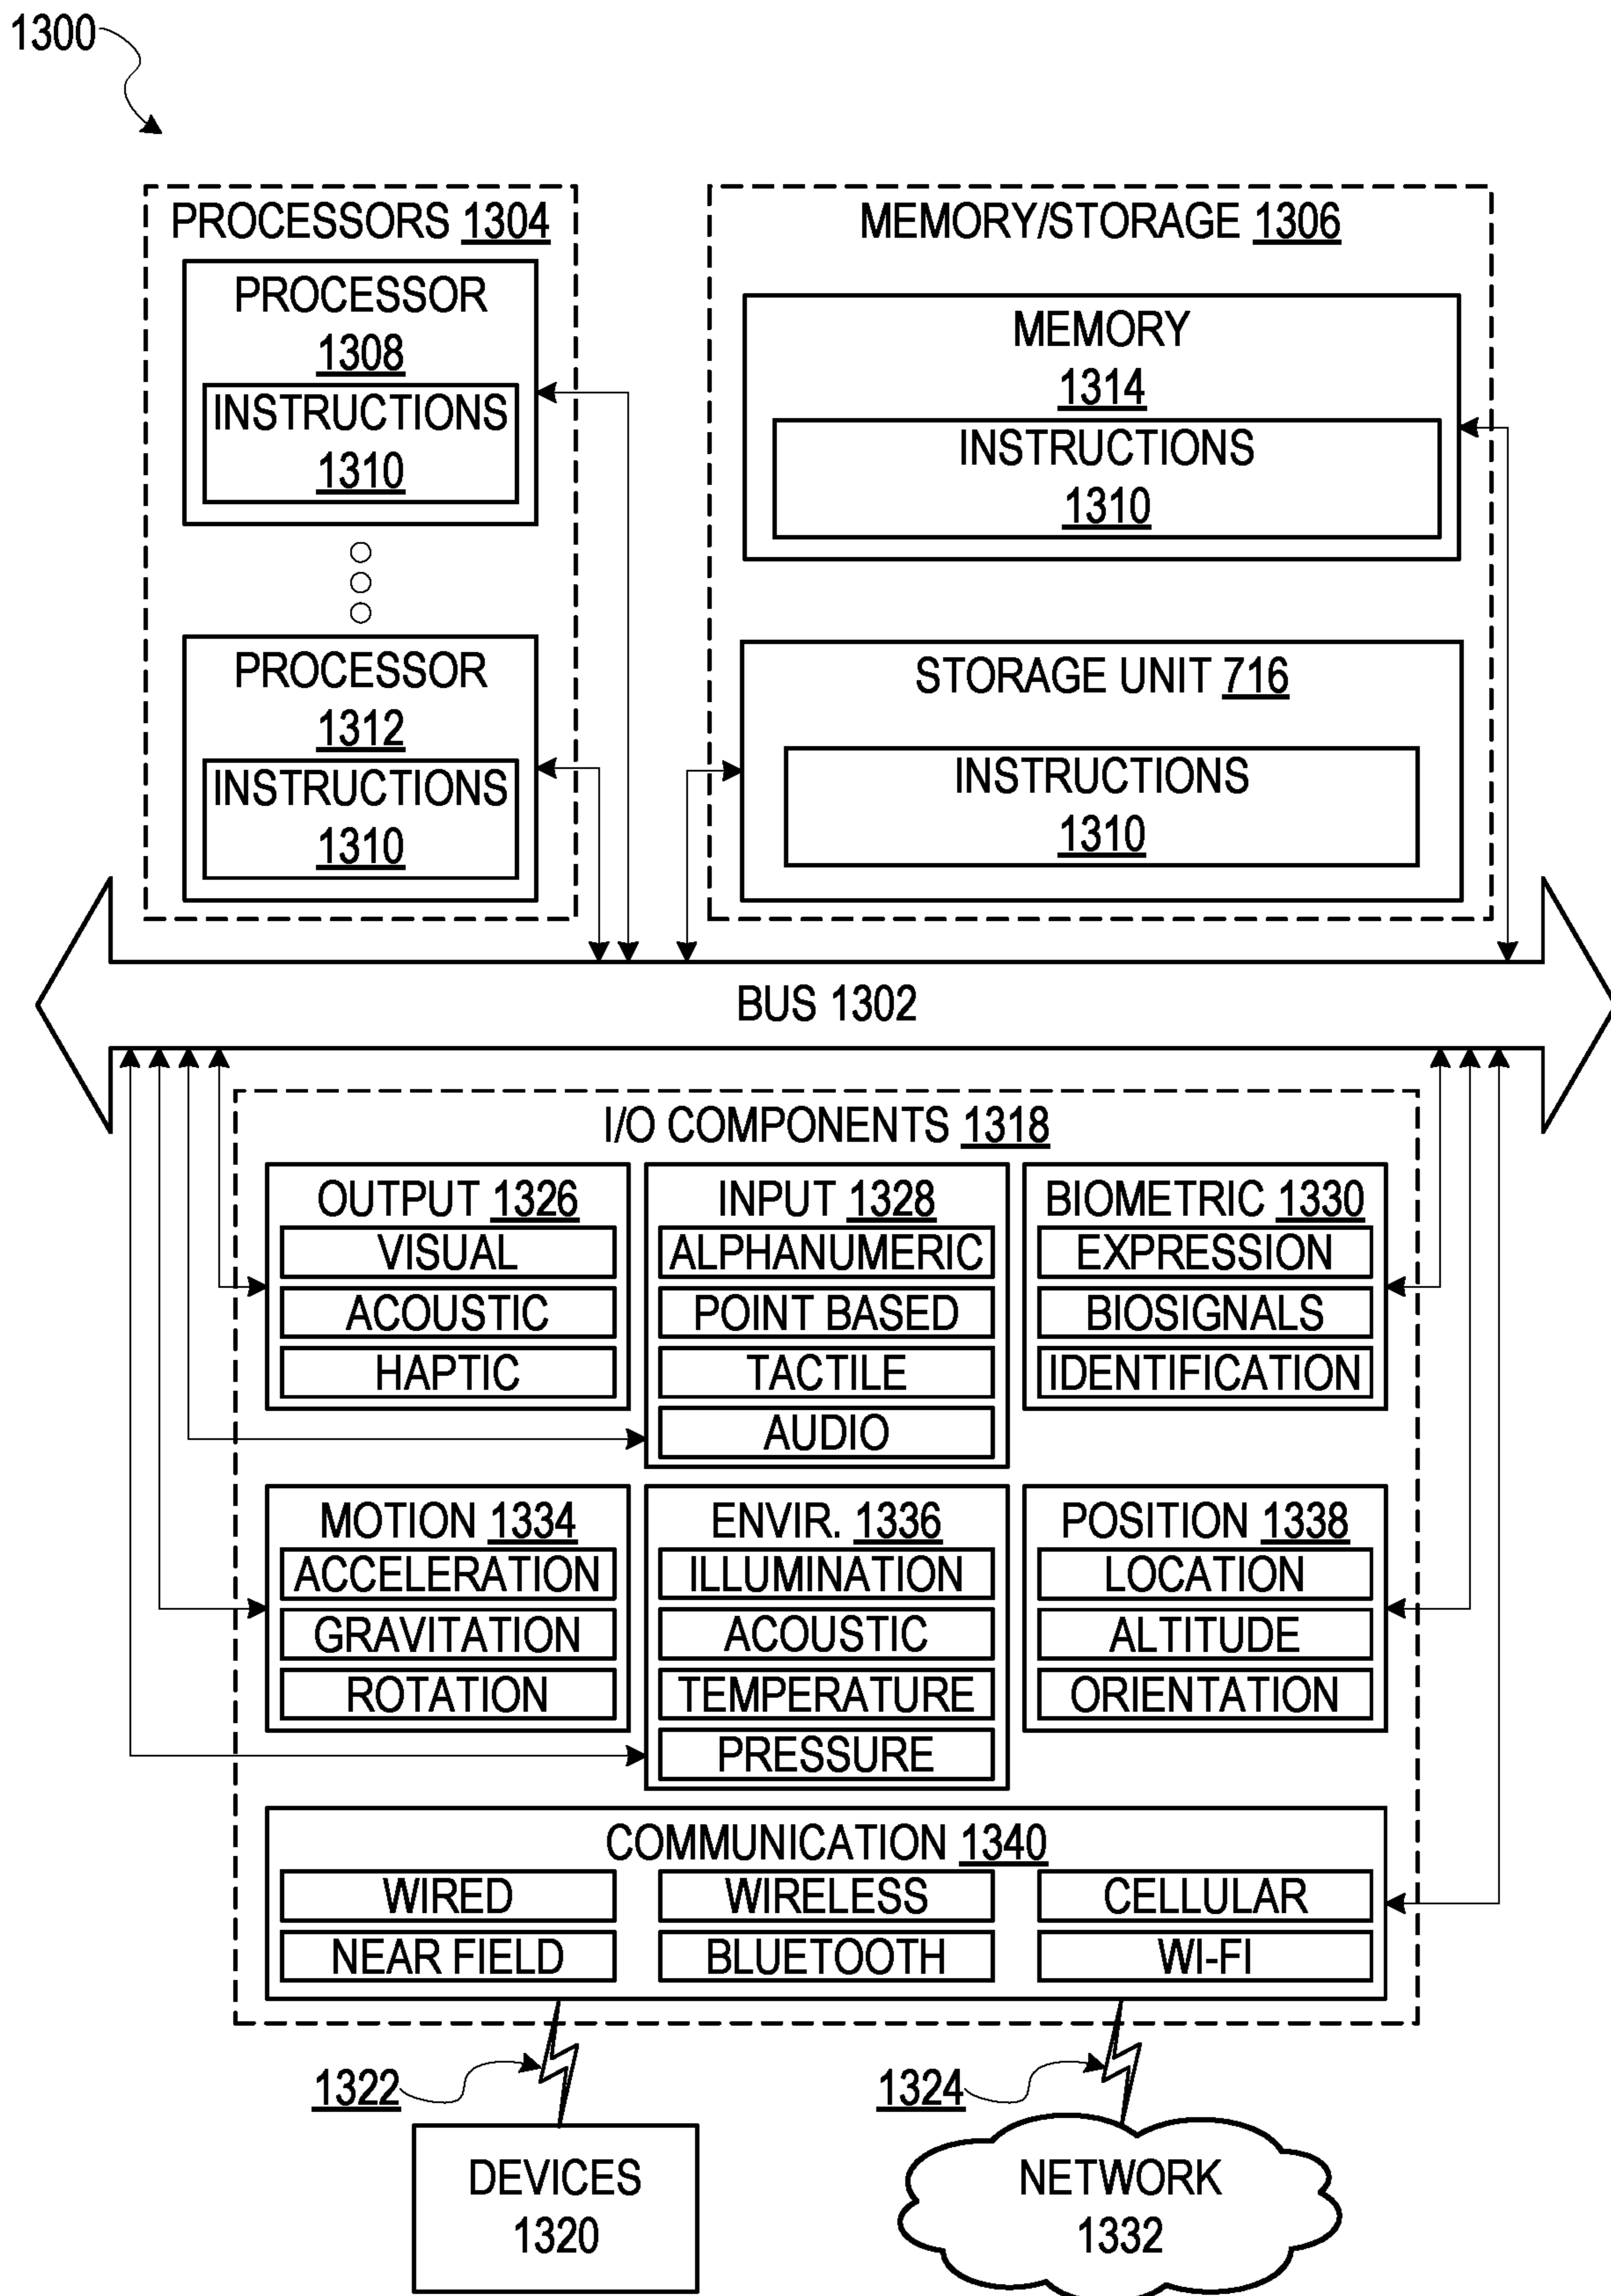 1300
PROCESSORS 1304
PROCESSOR
1308
INSTRUCTIONS
1310
PROCESSOR
1312
INSTRUCTIONS
1310
MEMORY/STORAGE 1306
MEMORY
1314
INSTRUCTIONS
1310
STORAGE UNIT 716
INSTRUCTIONS
1310
BUS 1302
I/O COMPONENTS 1318
OUTPUT 1326
VISUAL
ACOUSTIC
HAPTIC
INPUT 1328
ALPHANUMERIC
POINT BASED
TACTILE
AUDIO
BIOMETRIC 1330
EXPRESSION
BIOSIGNALS
IDENTIFICATION
MOTION 1334
ACCELERATION
GRAVITATION
ROTATION
ENVIR. 1336
ILLUMINATION
ACOUSTIC
TEMPERATURE
PRESSURE
POSITION 1338
LOCATION
ALTITUDE
ORIENTATION
COMMUNICATION 1340
WIRED
WIRELESS
CELLULAR
NEAR FIELD
BLUETOOTH
WI-FI
1322
1324
DEVICES
1320
NETWORK
1332